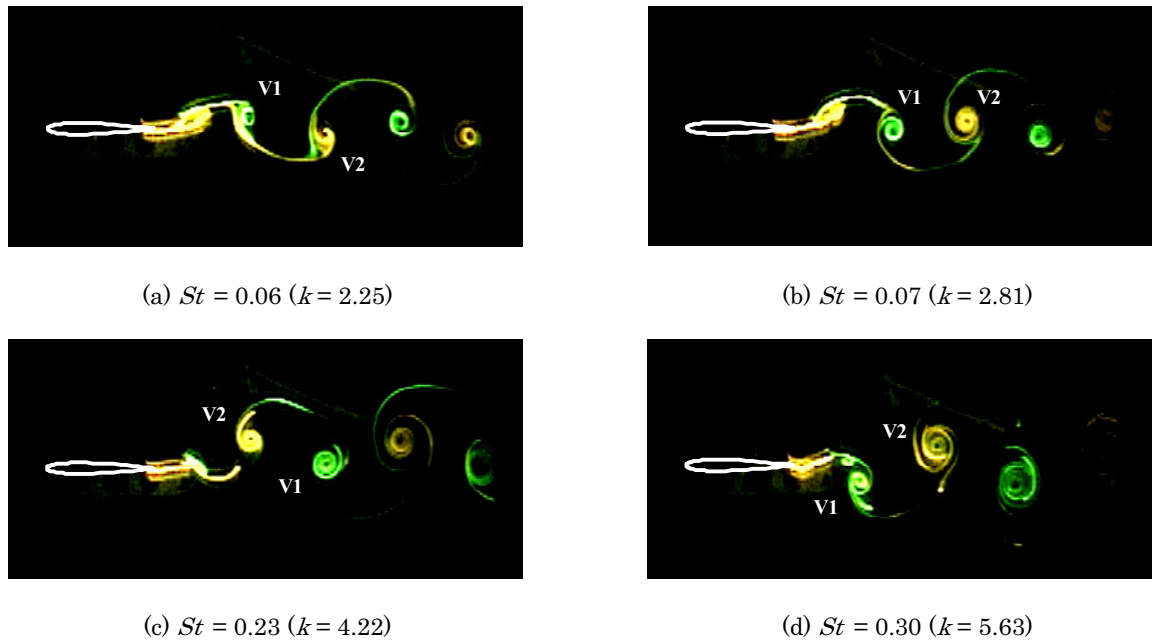 V1
V2
V1
V2
(a) St = 0.06 (k = 2.25)
(b) St = 0.07 (k = 2.81)
V2
V1
V2
V1
(c) St = 0.23 (k = 4.22)
(d) St = 0.30 (k = 5.63)